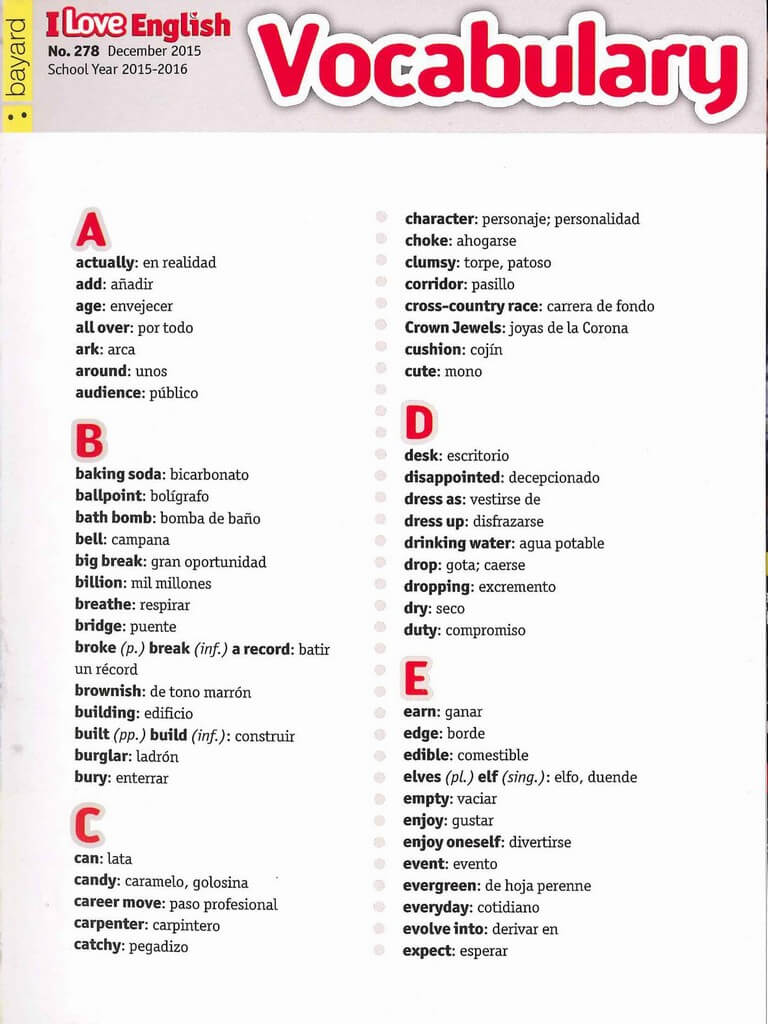 bayard
I Love English
No. 278 December 2015
School Year 2015-2016
Vocabulary
A
actually: en realidad
add: añadir
age: envejecer
all over: por todo
ark: arca
around: unos
audience: público
B
baking soda: bicarbonato
ballpoint: bolígrafo
bath bomb: bomba de baño
bell: campana
big break: gran oportunidad
billion: mil millones
breathe: respirar
bridge: puente
broke (p.) break (inf.) a record: batir
un récord
brownish: de tono marrón
building: edificio
built (pp.) build (inf.): construir
burglar: ladrón
bury: enterrar
C
can: lata
candy: caramelo, golosina
career move: paso profesional
carpenter: carpintero
catchy: pegadizo
character: personaje; personalidad
choke: ahogarse
clumsy: torpe, patoso
corridor: pasillo
cross-country race: carrera de fondo
Crown Jewels: joyas de la Corona
cushion: cojín
cute: mono
D
desk: escritorio
disappointed: decepcionado
dress as: vestirse de
dress up: disfrazarse
drinking water: agua potable
drop: gota; caerse
dropping: excremento
dry: seco
duty: compromiso
E
earn: ganar
edge: borde
edible: comestible
elves (pl.) elf (sing.): elfo, duende
empty: vaciar
enjoy: gustar
enjoy oneself: divertirse
event: evento
evergreen: de hoja perenne
everyday: cotidiano
evolve into: derivar en
expect: esperar